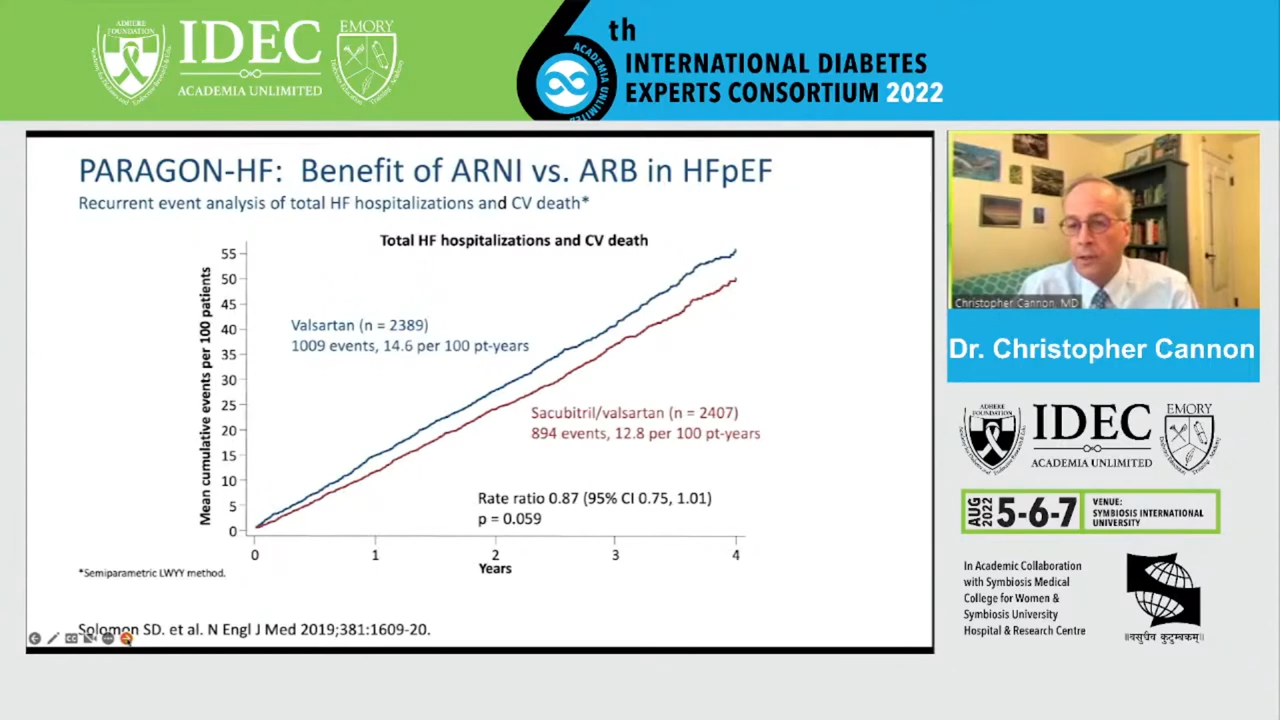 ADHERE
FOUNDATION
IDEC
ACADEMIA UNLIMITED
EMORY
6th
ACADEMIA UNLIMITED
INTERNATIONAL DIABETES
EXPERTS CONSORTIUM 2022
PARAGON-HF: Benefit of ARNI vs. ARB in HFpEF
Recurrent event analysis of total HF hospitalizations and CV death*
Total HF hospitalizations and CV death
Mean cumulative events per 100 patients
55
50
45
40
35
30
25
20
15
10
5
0
Valsartan (n = 2389)
1009 events, 14.6 per 100 pt-years
Sacubitril/valsartan (n = 2407)
894 events, 12.8 per 100 pt-years
Rate ratio 0.87 (95% CI 0.75, 1.01)
p = 0.059
0 1 2 3 4
Years
*Semiparametric LWYY method.
Solomon SD. et al. N Engl J Med 2019;381:1609-20.
Christopher Cannon, MD
Dr. Christopher Cannon
ADHERE
FOUNDATION
IDEC
ACADEMIA UNLIMITED
EMORY
AUG
2022
5-6-7
VENUE:
SYMBIOSIS INTERNATIONAL
UNIVERSITY
In Academic Collaboration
with Symbiosis Medical
College for Women &
Symbiosis University
Hospital & Research Centre
॥वसुधैव कुटुम्बकम्॥